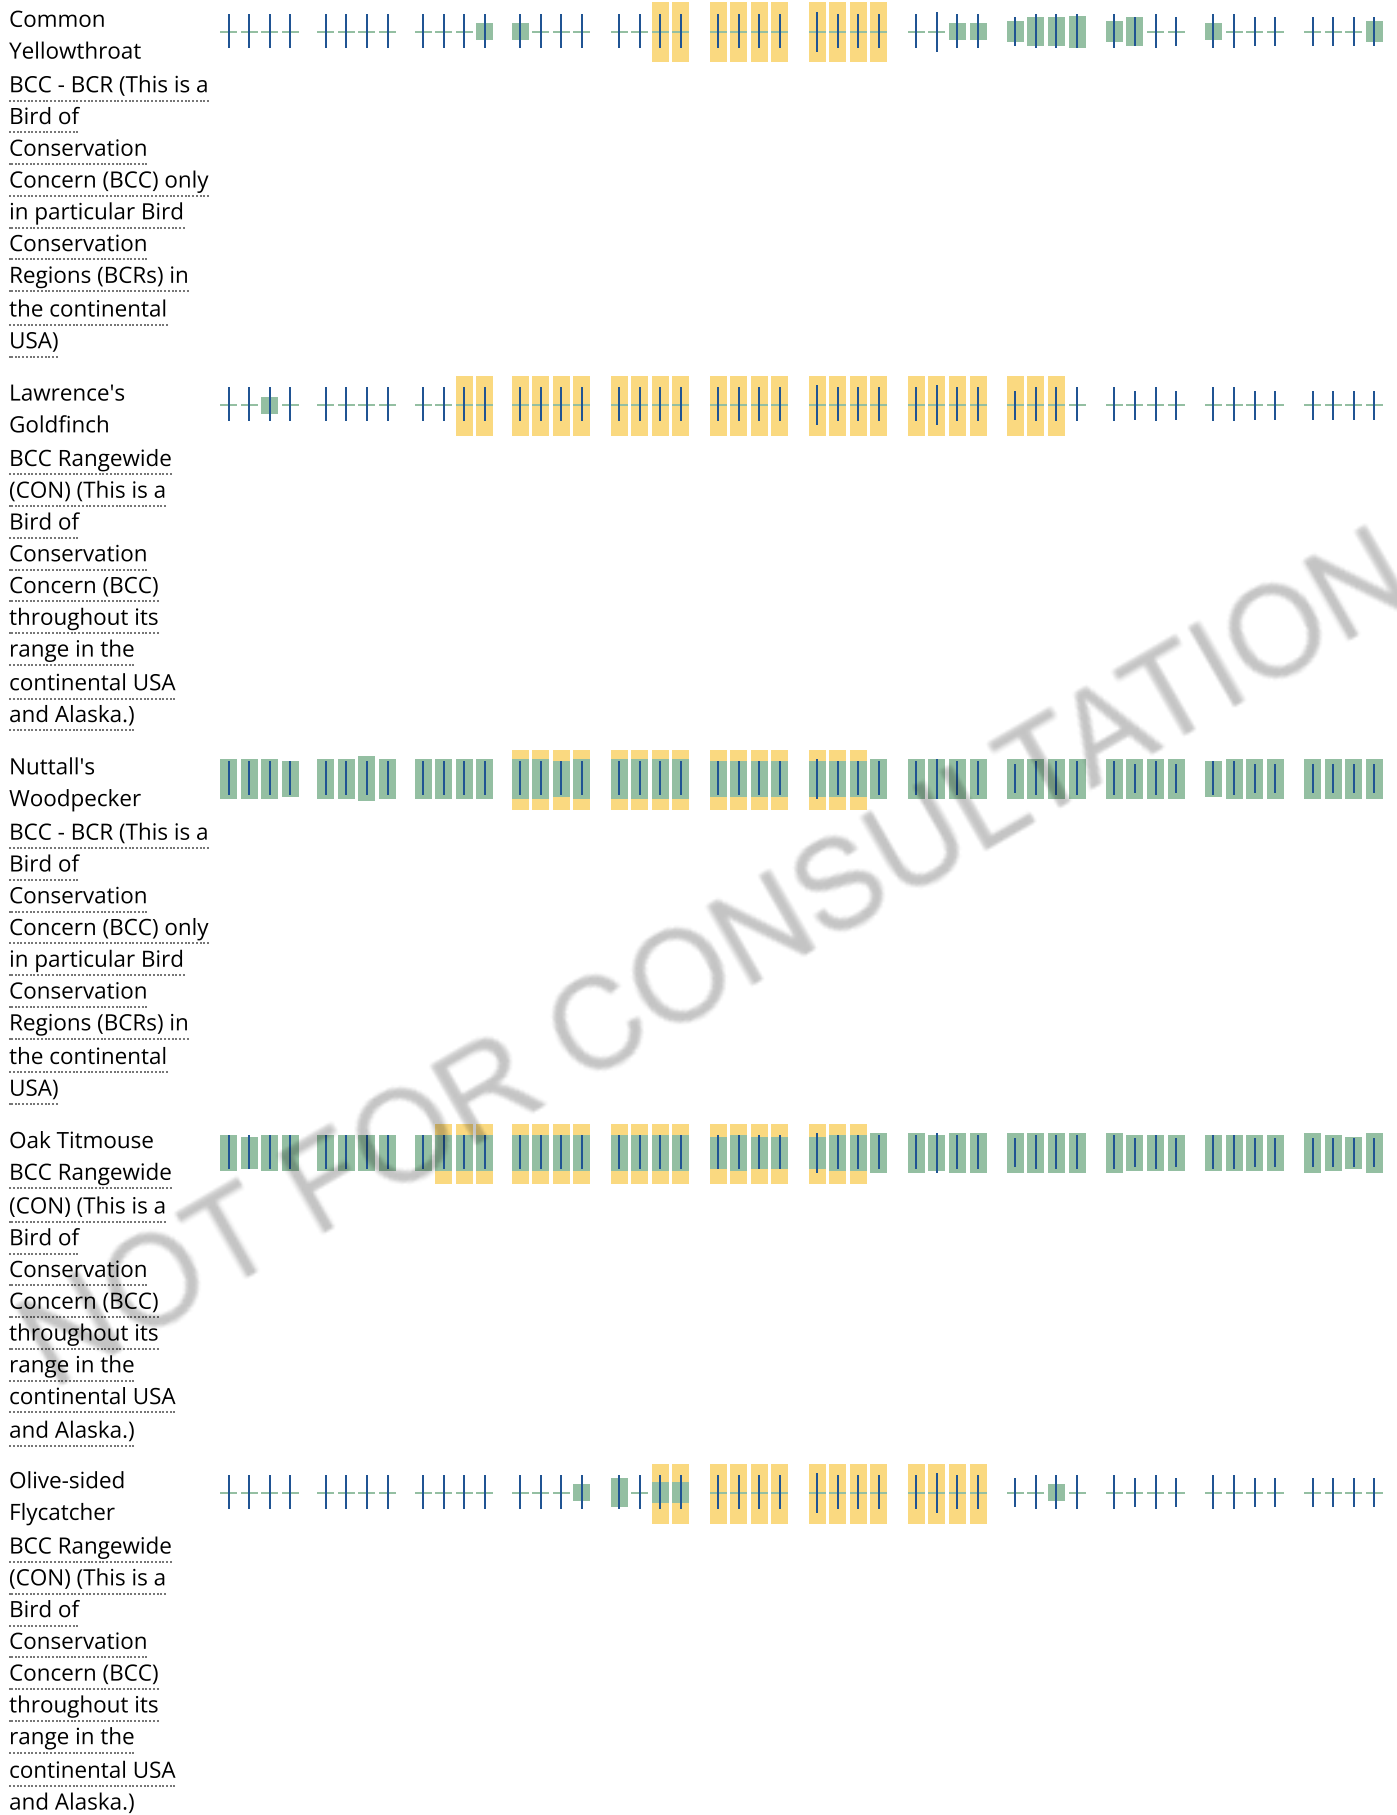 Common
Yellowthroat
BCC - BCR (This is a
Bird of
Conservation
Concern (BCC) only
in particular Bird
Conservation
Regions (BCRs) in
the continental
USA)
Lawrence's
Goldfinch
BCC Rangewide
(CON) (This is a
Bird of
Conservation
Concern (BCC)
throughout its
range in the
continental USA
and Alaska.)
Nuttall's
Woodpecker
BCC - BCR (This is a
Bird of
Conservation
Concern (BCC) only
in particular Bird
Conservation
Regions (BCRs) in
the continental
USA)
Oak Titmouse
BCC Rangewide
(CON) (This is a
Bird of
Conservation
Concern (BCC)
throughout its
range in the
continental USA
and Alaska.)
Olive-sided
Flycatcher
BCC Rangewide
(CON) (This is a
Bird of
Conservation
Concern (BCC)
throughout its
range in the
continental USA
and Alaska.)
NOT FOR CONSULTATION